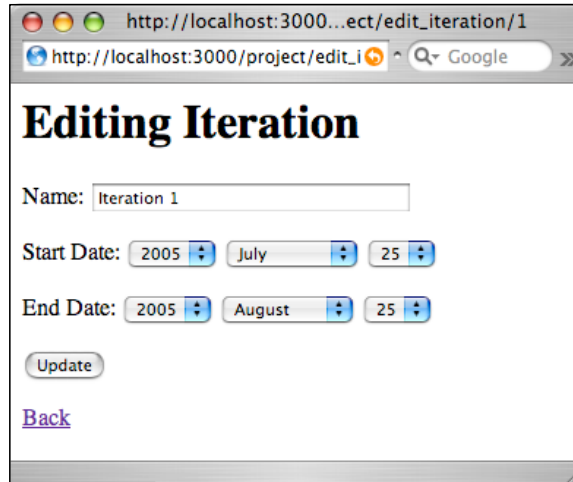 http://localhost:3000...ect/edit_iteration/1
http://localhost:3000/project/edit_i Google
Editing Iteration
Name: Iteration 1
Start Date: 2005 July 25
End Date: 2005 August 25
Update
Back